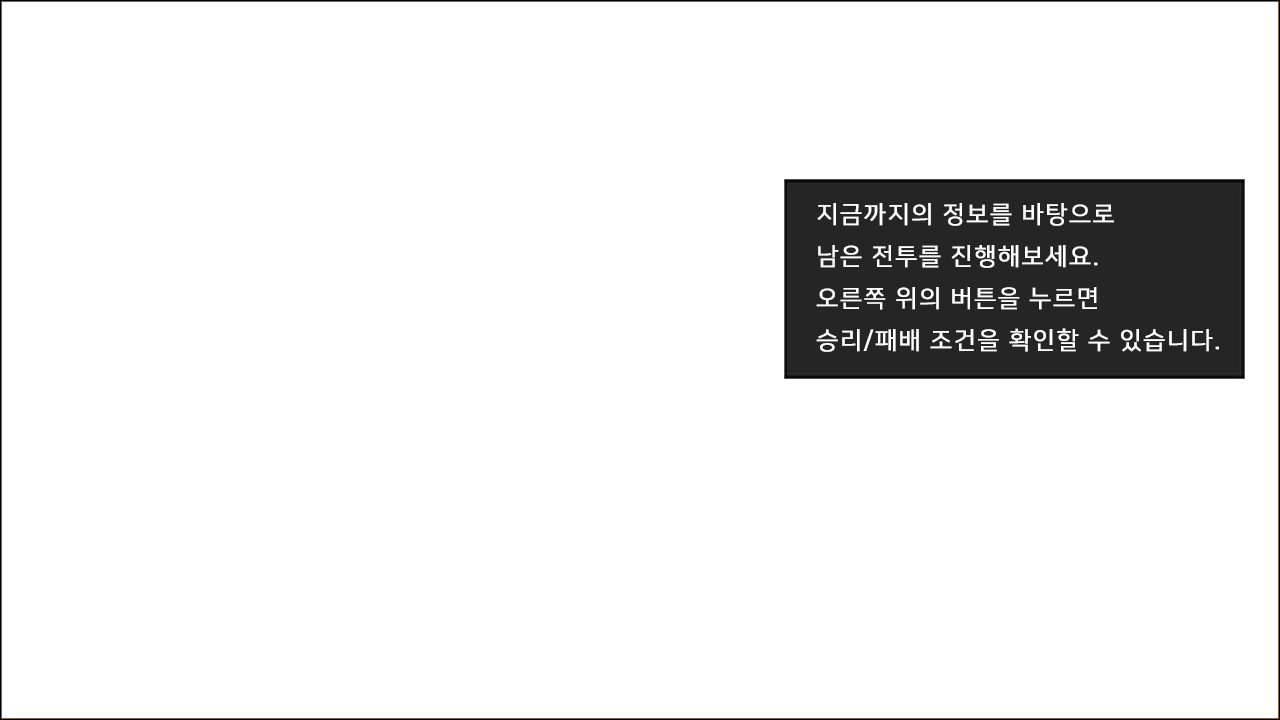 지금까지의 정보를 바탕으로
남은 전투를 진행해보세요.
오른쪽 위의 버튼을 누르면
승리/패배 조건을 확인할 수 있습니다.